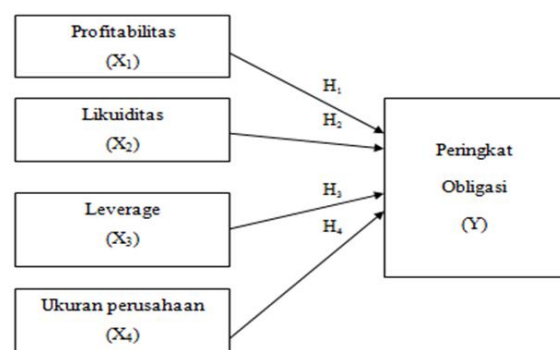 Profitabilitas
(X₁)
H₁
Likuiditas
(X₂)
H₂
Leverage
(X₃)
H₃
Ukuran perusahaan
(X₄)
H₄
Peringkat
Obligasi
(Y)